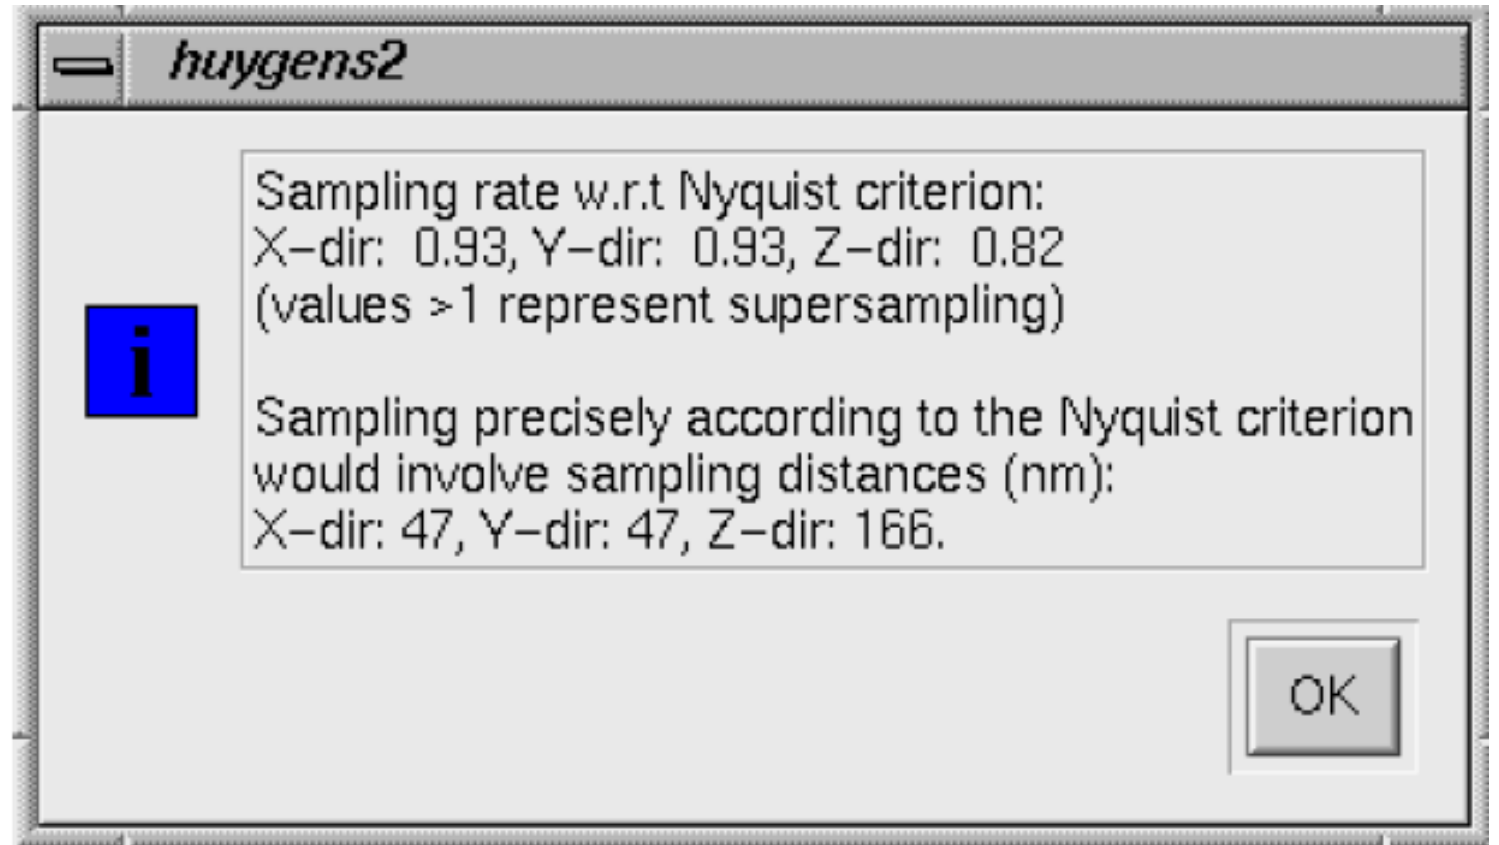 huygens2
Sampling rate w.r.t Nyquist criterion:
X-dir: 0.93, Y-dir: 0.93, Z-dir: 0.82
(values >1 represent supersampling)
i
Sampling precisely according to the Nyquist criterion
would involve sampling distances (nm):
X-dir: 47, Y-dir: 47, Z-dir: 166.
OK